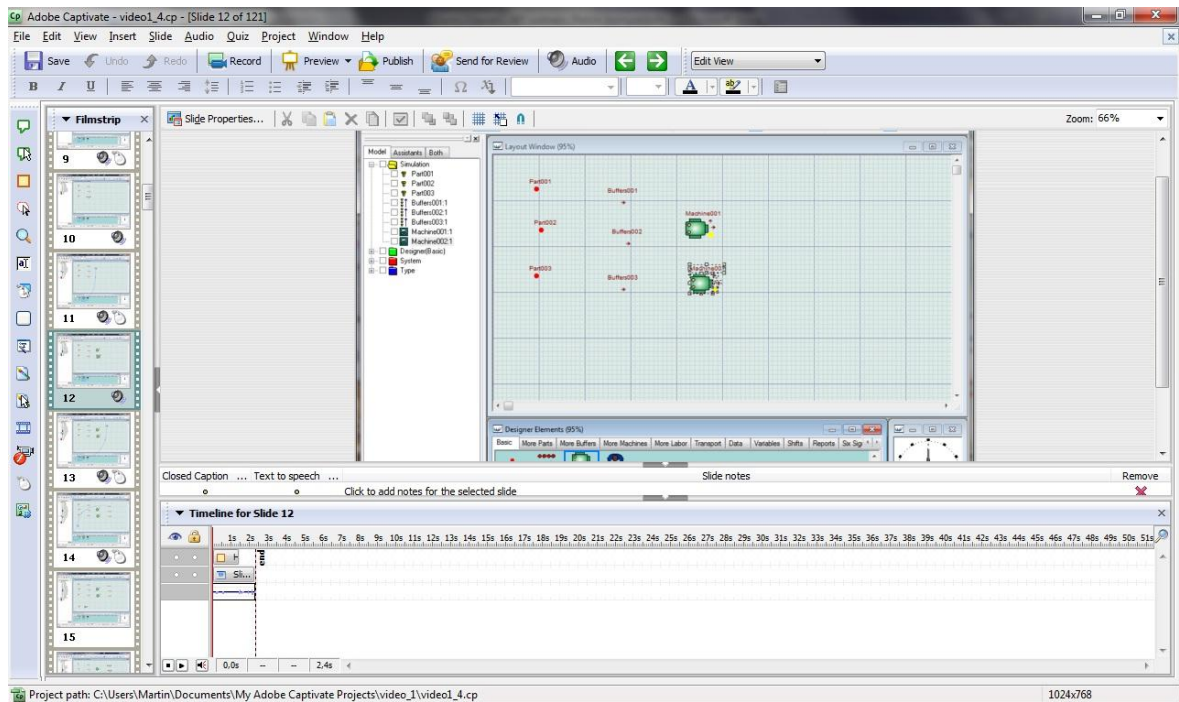 Adobe Captivate - video1_4.cp - [Slide 12 of 121]
File Edit View Insert Slide Audio Quiz Project Window Help
Save Undo Redo Record Preview Publish Send for Review Audio Edit View
B I U
Filmstrip Slide Properties... Zoom: 66%
9
10
11
12
13
14
15
Model Assistants Both
Simulation
Part001
Part002
Part003
Buffers001:1
Buffers002:1
Buffers003:1
Machine001:1
Machine002:1
Designer(Basic)
System
Type
Layout Window (95%)
Part001
Buffers001
Machine001
Part002
Buffers002
Part003
Buffers003
Designer Elements (95%)
Basic More Parts More Buffers More Machines More Labor Transport Data Variables Shifts Reports
Closed Caption ... Text to speech ... Slide notes Remove
Click to add notes for the selected slide
Timeline for Slide 12
1s 2s 3s 4s 5s 6s 7s 8s 9s 10s 11s 12s 13s 14s 15s 16s 17s 18s 19s 20s 21s 22s 23s 24s 25s 26s 27s 28s 29s 30s 31s 32s 33s 34s 35s 36s 37s 38s 39s 40s 41s 42s 43s 44s 45s 46s 47s 48s 49s 50s 51s
end
Sli...
0,0s -- -- 2,4s
Project path: C:\Users\Martin\Documents\My Adobe Captivate Projects\video_1\video1_4.cp 1024x768